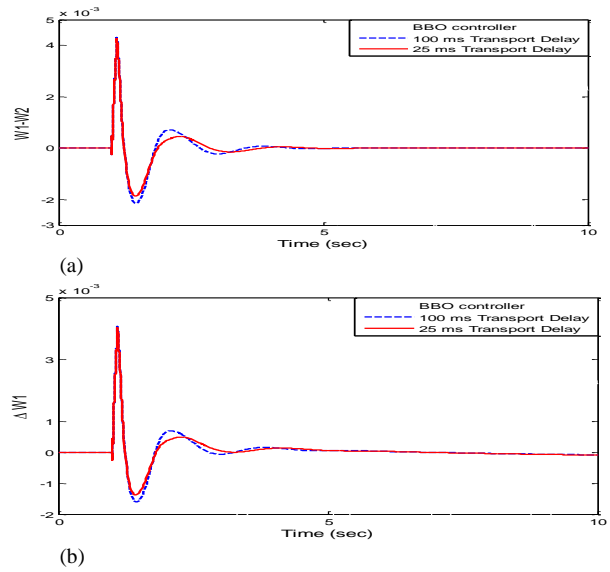 5 x 10-3
BBO controller
100 ms Transport Delay
25 ms Transport Delay
4
2
0
-2
-3
W1-W2
0 5 10
Time (sec)
(a)
5 x 10-3
BBO controller
100 ms Transport Delay
25 ms Transport Delay
3
1
0
-1
-2
Δ W1
0 5 10
Time (sec)
(b)